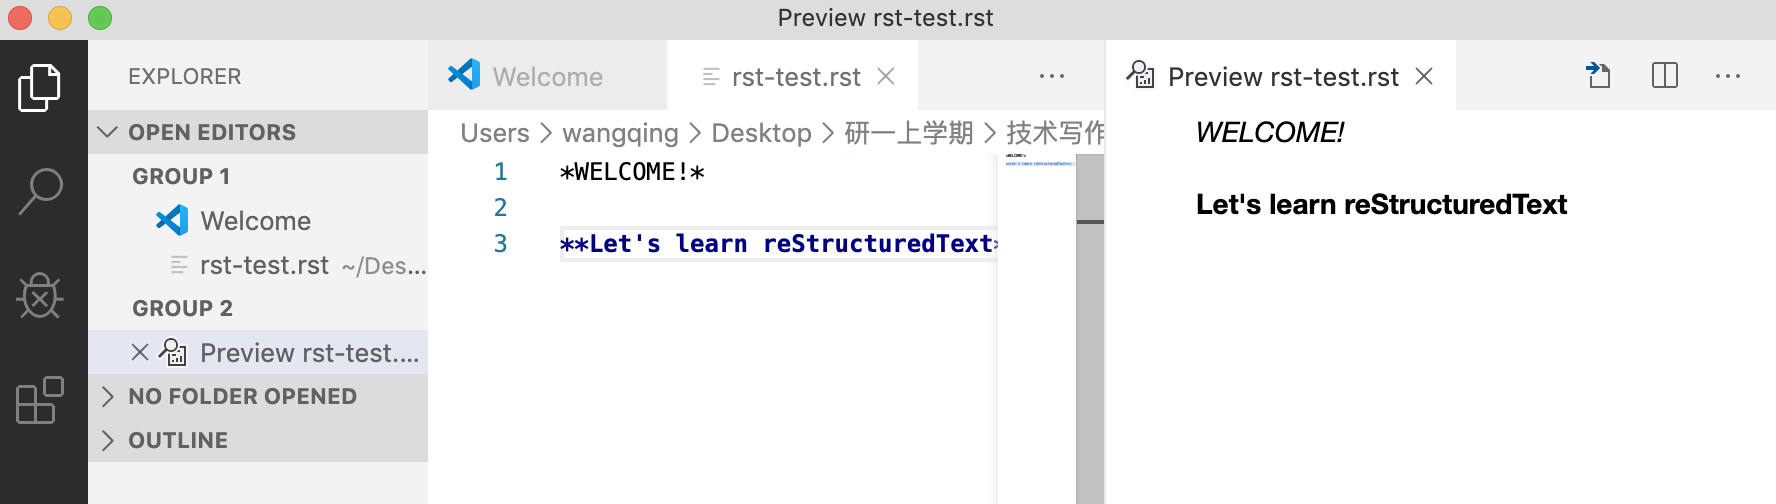 Preview rst-test.rst
EXPLORER
OPEN EDITORS
GROUP 1
Welcome
rst-test.rst ~/Des...
GROUP 2
Preview rst-test....
NO FOLDER OPENED
OUTLINE
Welcome
rst-test.rst
Users > wangqing > Desktop > 研一上学期 > 技术写作
1 *WELCOME!*
2
3 **Let's learn reStructuredText*
Preview rst-test.rst
WELCOME!
Let's learn reStructuredText